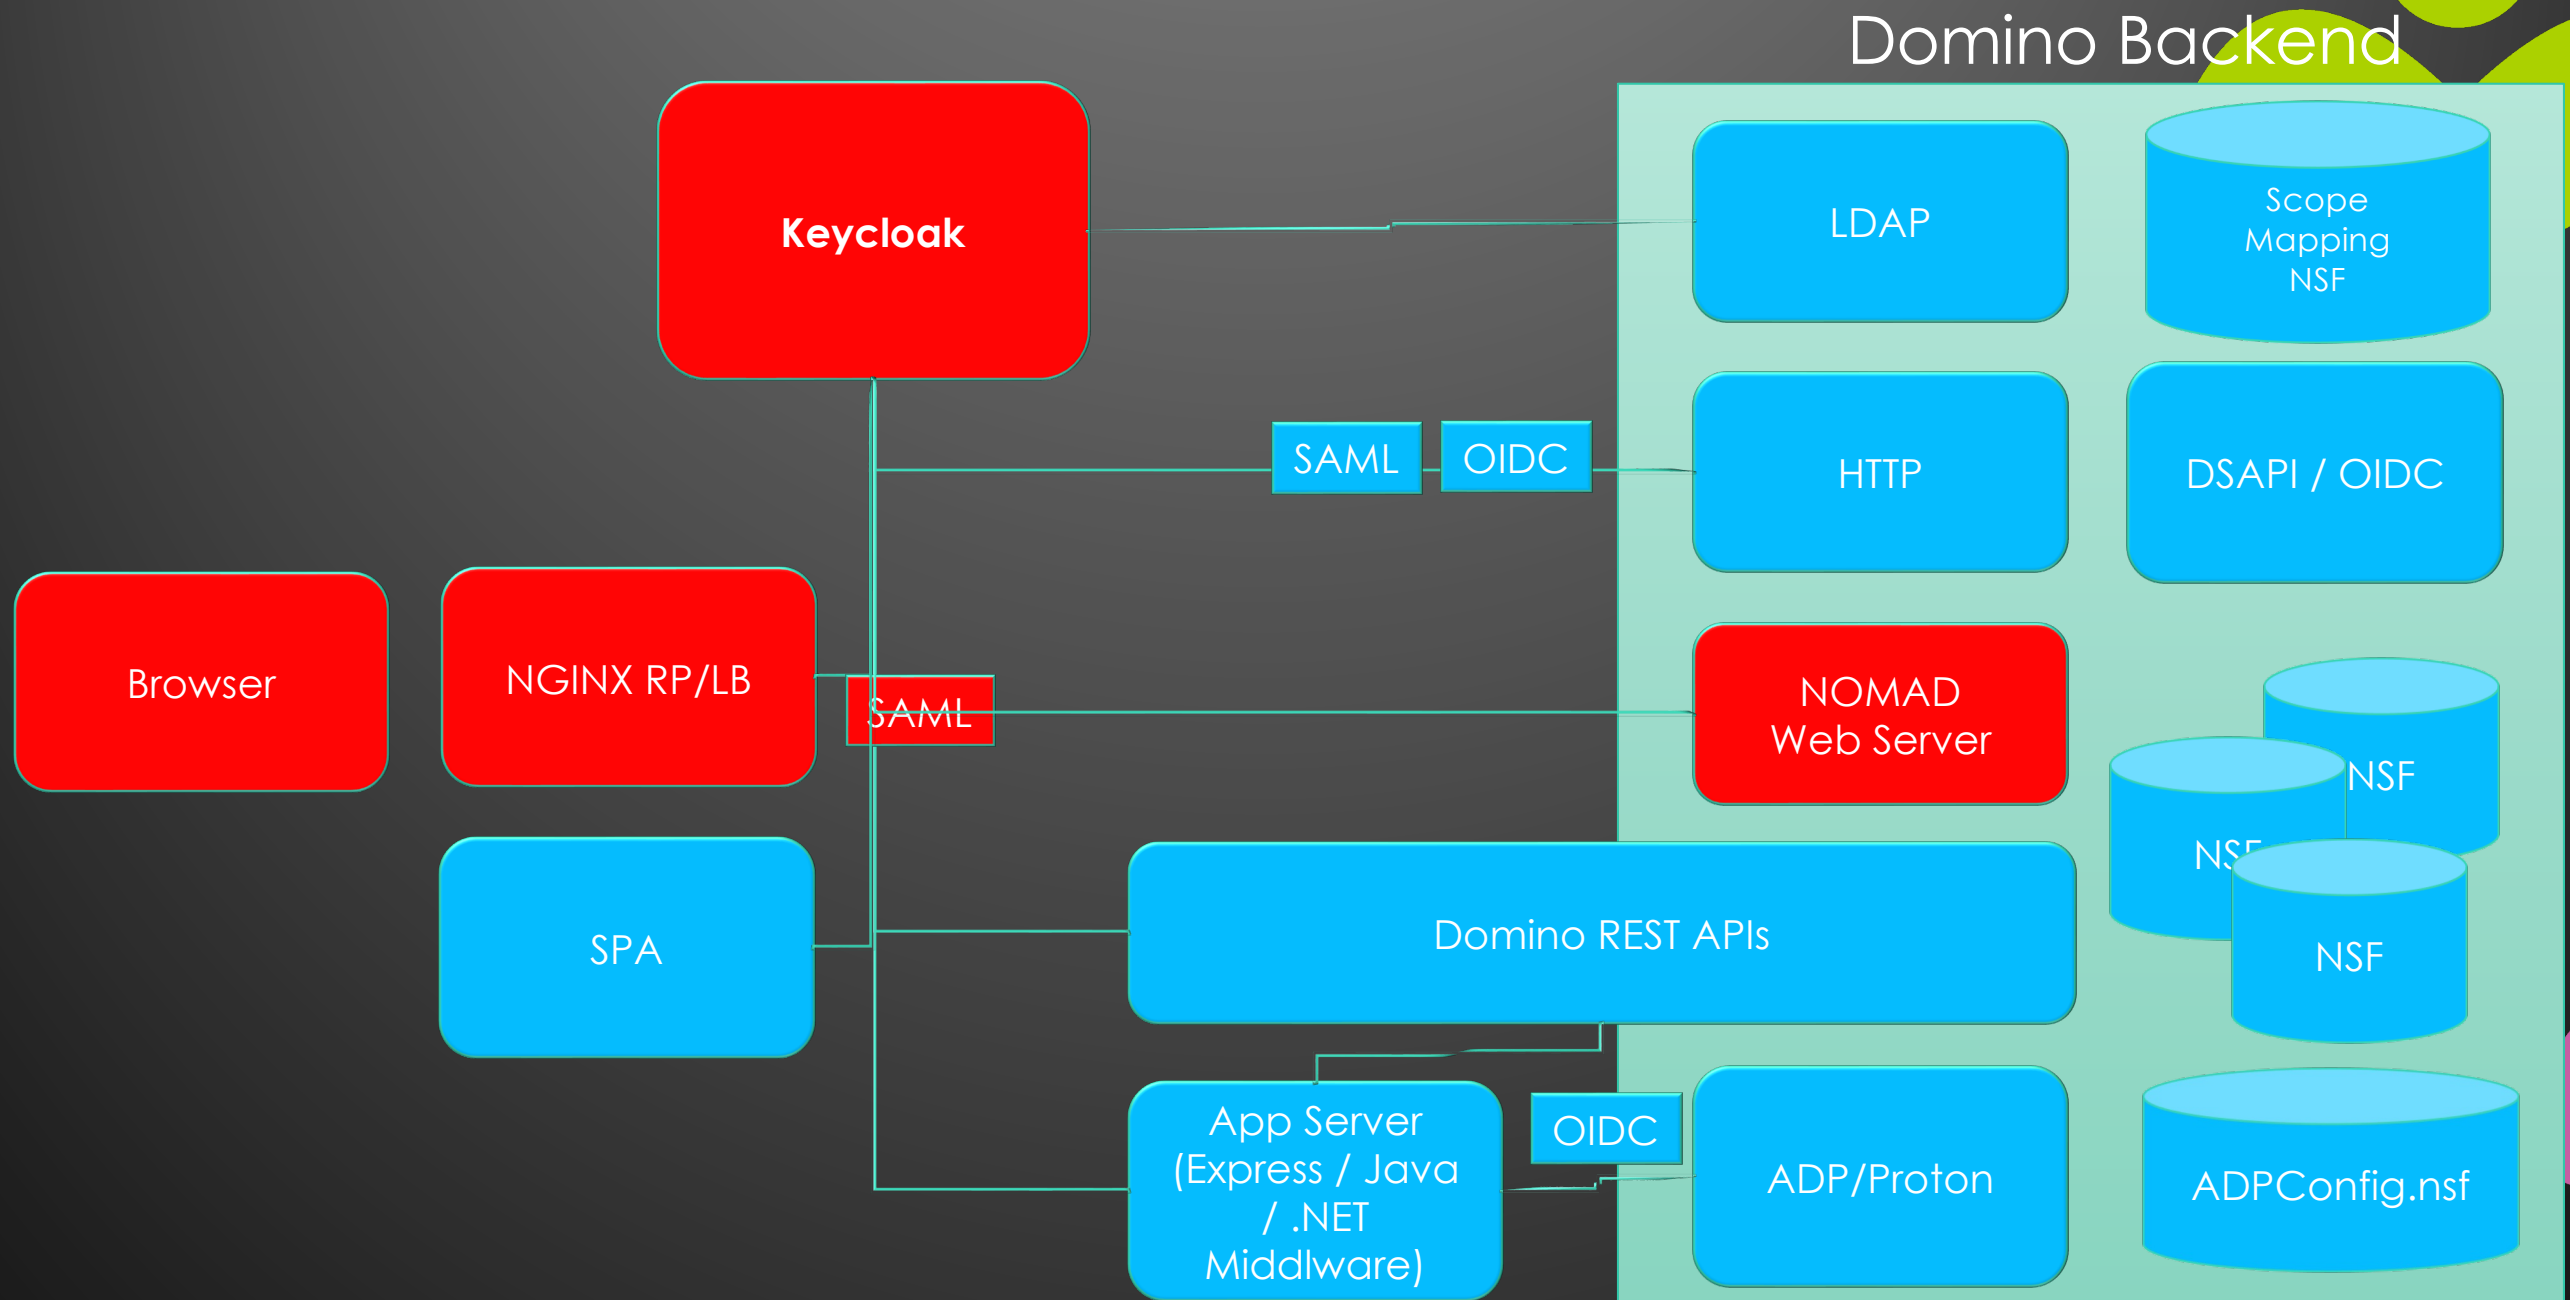 Domino Backend
Keycloak
LDAP
Scope
Mapping
NSF
SAML
OIDC
HTTP
DSAPI / OIDC
Browser
NGINX RP/LB
SAML
NOMAD
Web Server
NSF
NSF
NSF
SPA
Domino REST APIs
App Server
(Express / Java
/ .NET
Middlware)
OIDC
ADP/Proton
ADPConfig.nsf